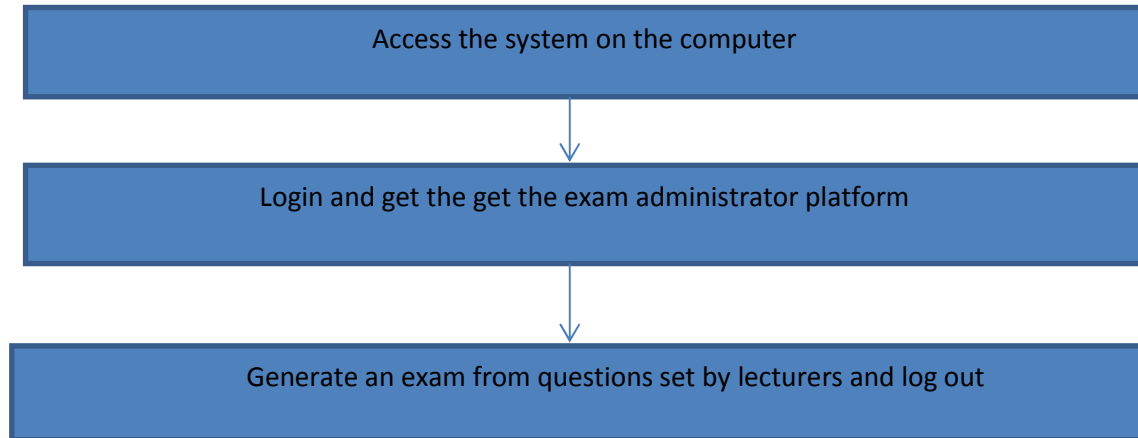 Access the system on the computer
Login and get the get the exam administrator platform
Generate an exam from questions set by lecturers and log out